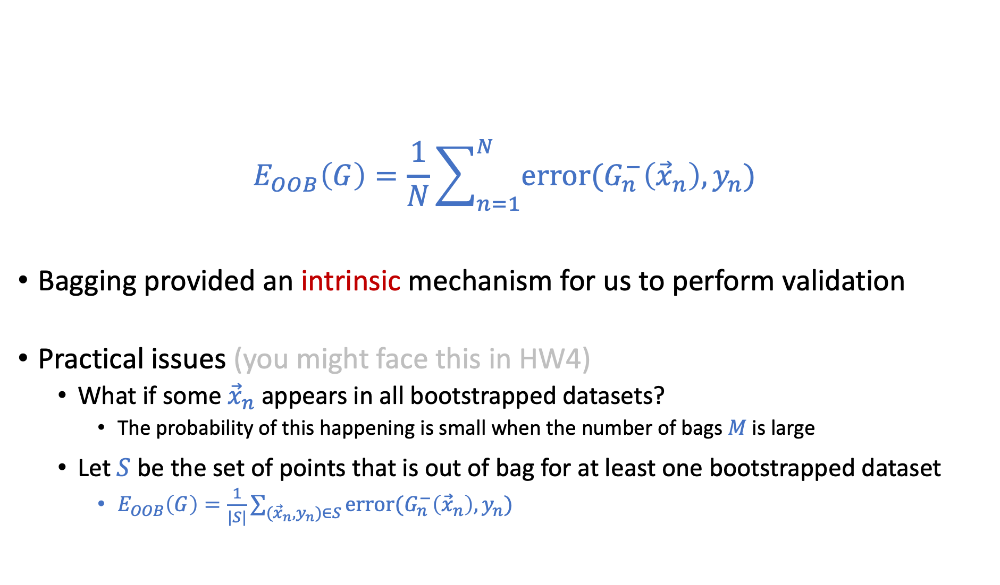 E_{OOB}(G) = \frac{1}{N} \sum_{n=1}^{N} error(G_n^-(\vec{x}_n), y_n)
• Bagging provided an intrinsic mechanism for us to perform validation
• Practical issues (you might face this in HW4)
• What if some \vec{x}_n appears in all bootstrapped datasets?
• The probability of this happening is small when the number of bags M is large
• Let S be the set of points that is out of bag for at least one bootstrapped dataset
• E_{OOB}(G) = \frac{1}{|S|} \sum_{(\vec{x}_n, y_n) \in S} error(G_n^-(\vec{x}_n), y_n)